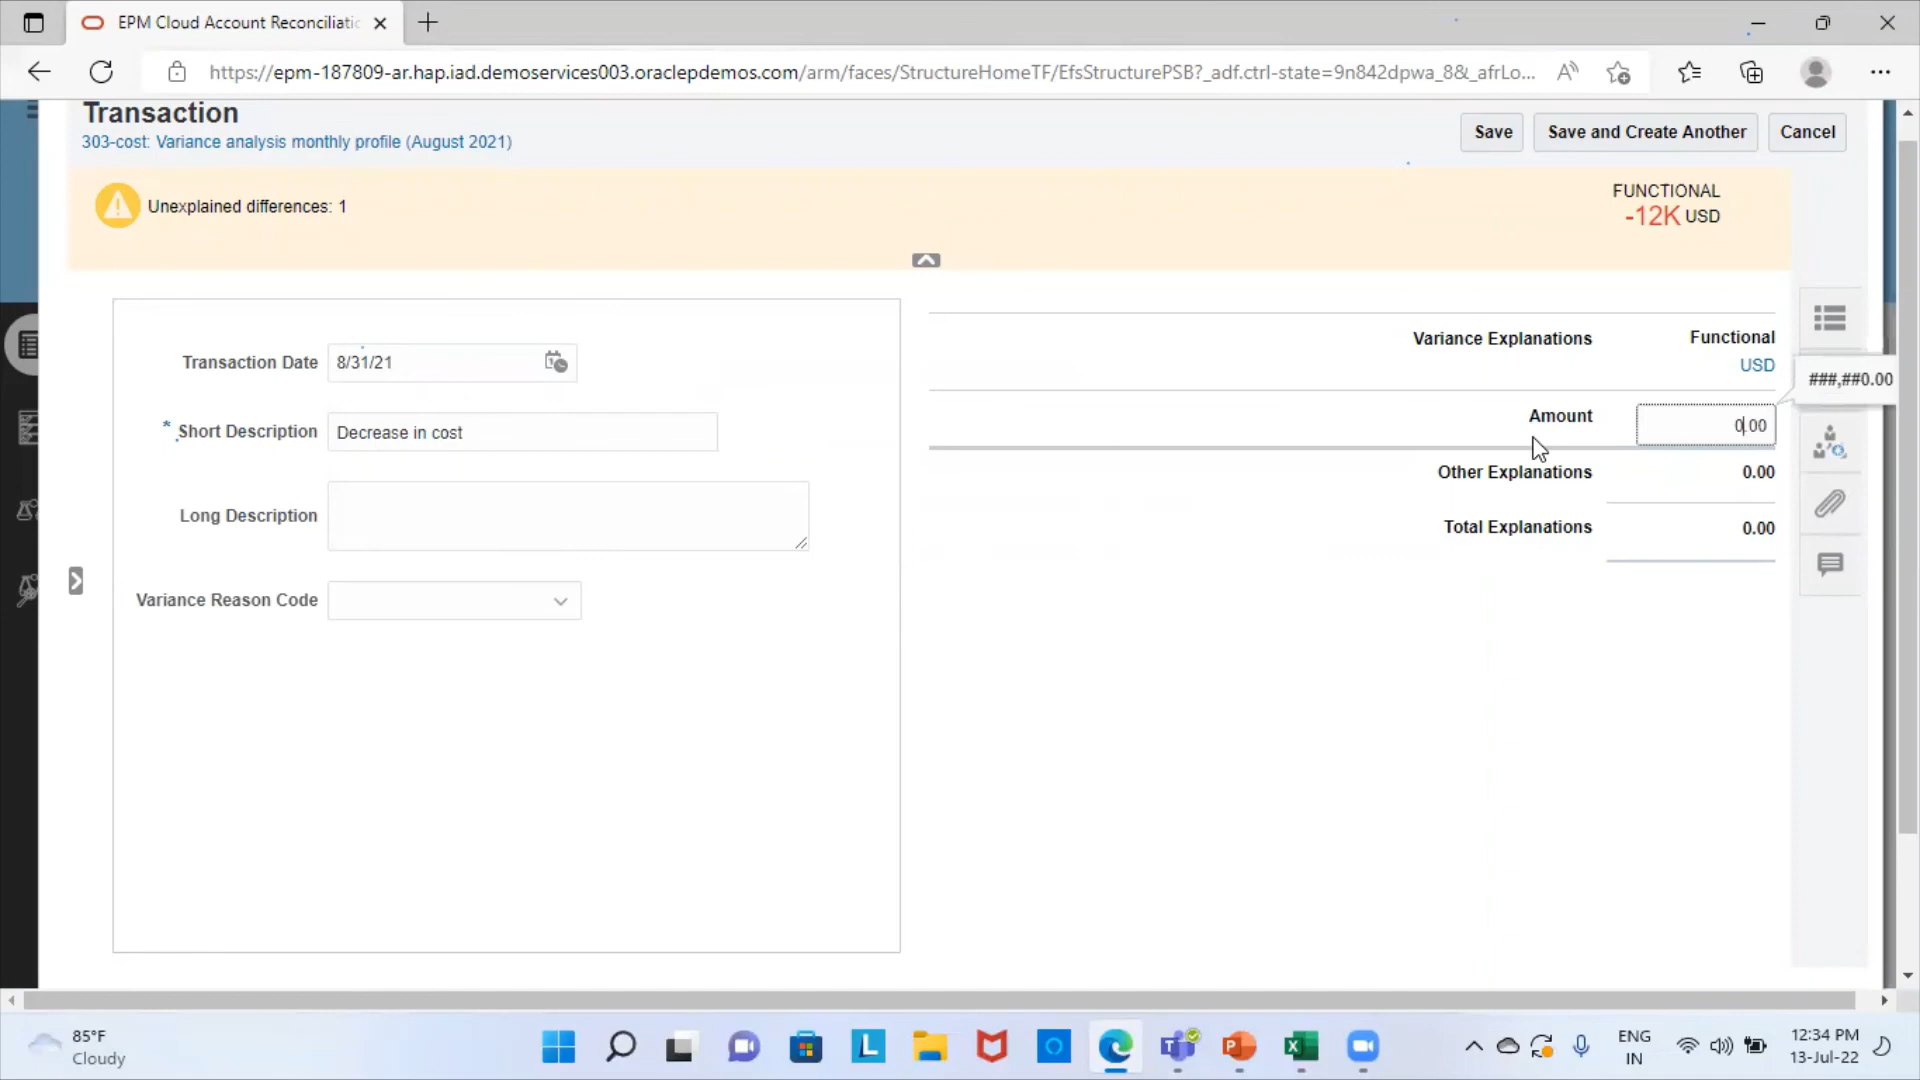 EPM Cloud Account Reconciliatic
https://epm-187809-ar.hap.iad.demoservices003.oraclepdemos.com/arm/faces/StructureHomeTF/EfsStructurePSB?_adf.ctrl-state=9n842dpwa_8&_afrLo...
Transaction
303-cost: Variance analysis monthly profile (August 2021)
Save
Save and Create Another
Cancel
Unexplained differences: 1
FUNCTIONAL
-12K USD
Transaction Date
8/31/21
* Short Description
Decrease in cost
Long Description
Variance Reason Code
Variance Explanations
Functional
USD
###,##0.00
Amount
0.00
Other Explanations
0.00
Total Explanations
0.00
85°F
Cloudy
ENG
IN
12:34 PM
13-Jul-22